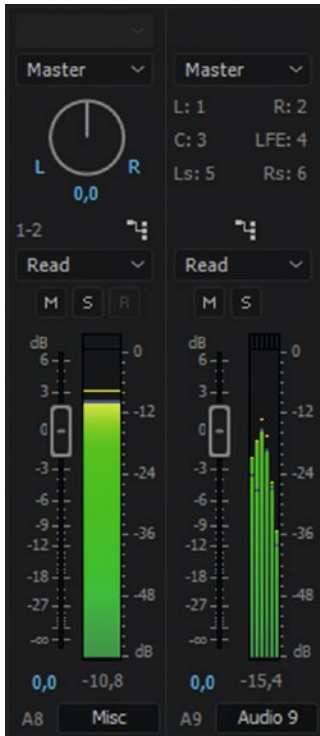 Master
L R
0,0
1-2
Read
M S R
dB
6
3
0
-3
-6
-9
-12
-18
-27
-∞
0
-12
-24
-36
-48
dB
0,0 -10,8
A8 Misc
Master
L: 1 R: 2
C: 3 LFE: 4
Ls: 5 Rs: 6
Read
M S
dB
6
3
0
-3
-6
-9
-12
-18
-27
-∞
0
-12
-24
-36
-48
dB
0,0 -15,4
A9 Audio 9